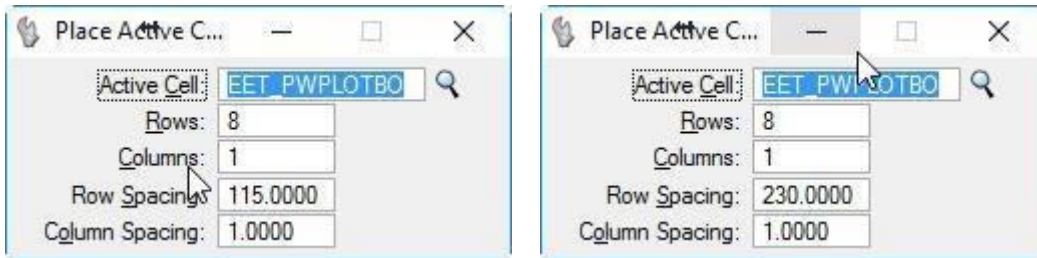 Place Active C...
Active Cell: EET_PWPLOTBO
Rows: 8
Columns: 1
Row Spacing: 115.0000
Column Spacing: 1.0000
Place Active C...
Active Cell: EET_PWPLOTBO
Rows: 8
Columns: 1
Row Spacing: 230.0000
Column Spacing: 1.0000